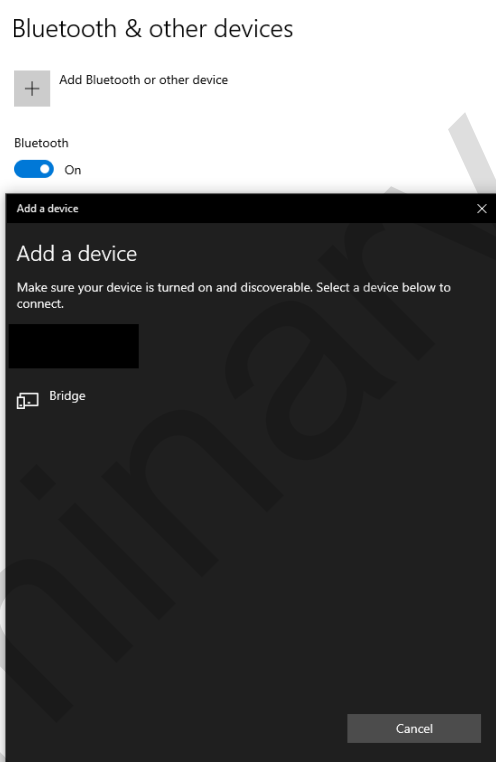 Bluetooth & other devices
Add Bluetooth or other device
Bluetooth
On
Add a device
Add a device
Make sure your device is turned on and discoverable. Select a device below to
connect.
Bridge
Cancel